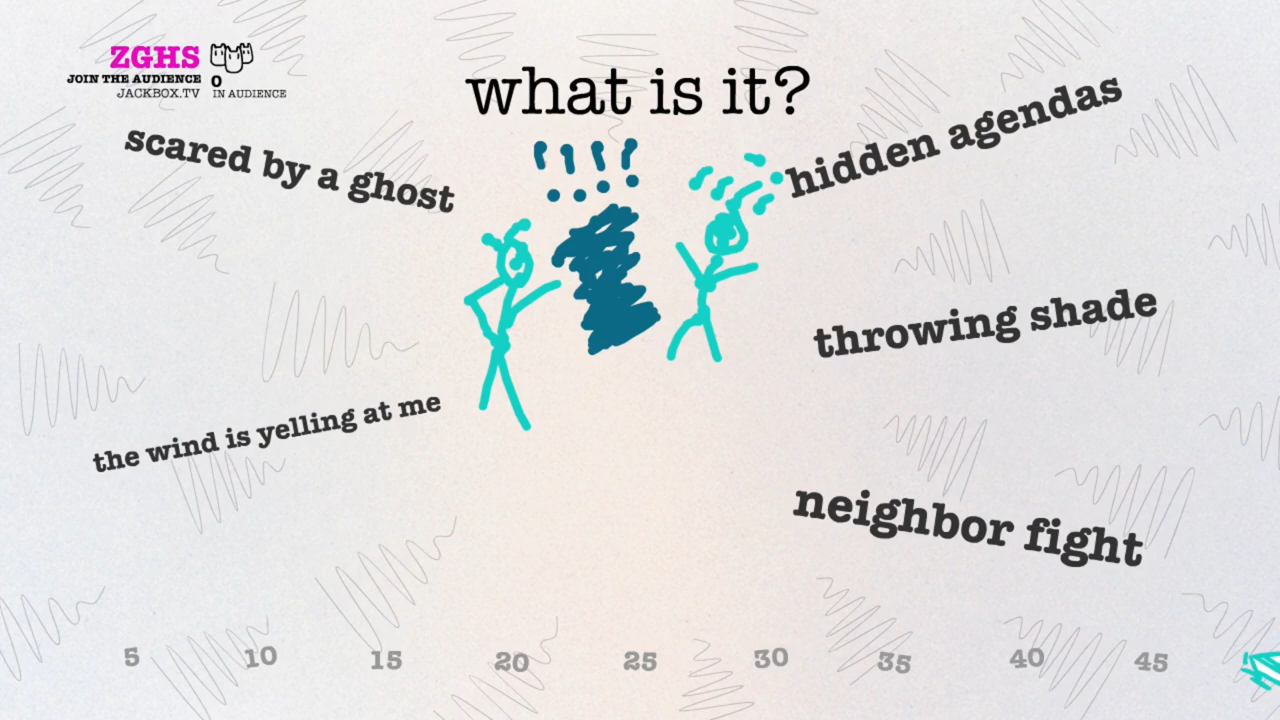 ZGHS
JOIN THE AUDIENCE
JACKBOX.TV
0
IN AUDIENCE
what is it?
scared by a ghost
hidden agendas
throwing shade
the wind is yelling at me
neighbor fight
!!!!
5 10 15 20 25 30 35 40 45